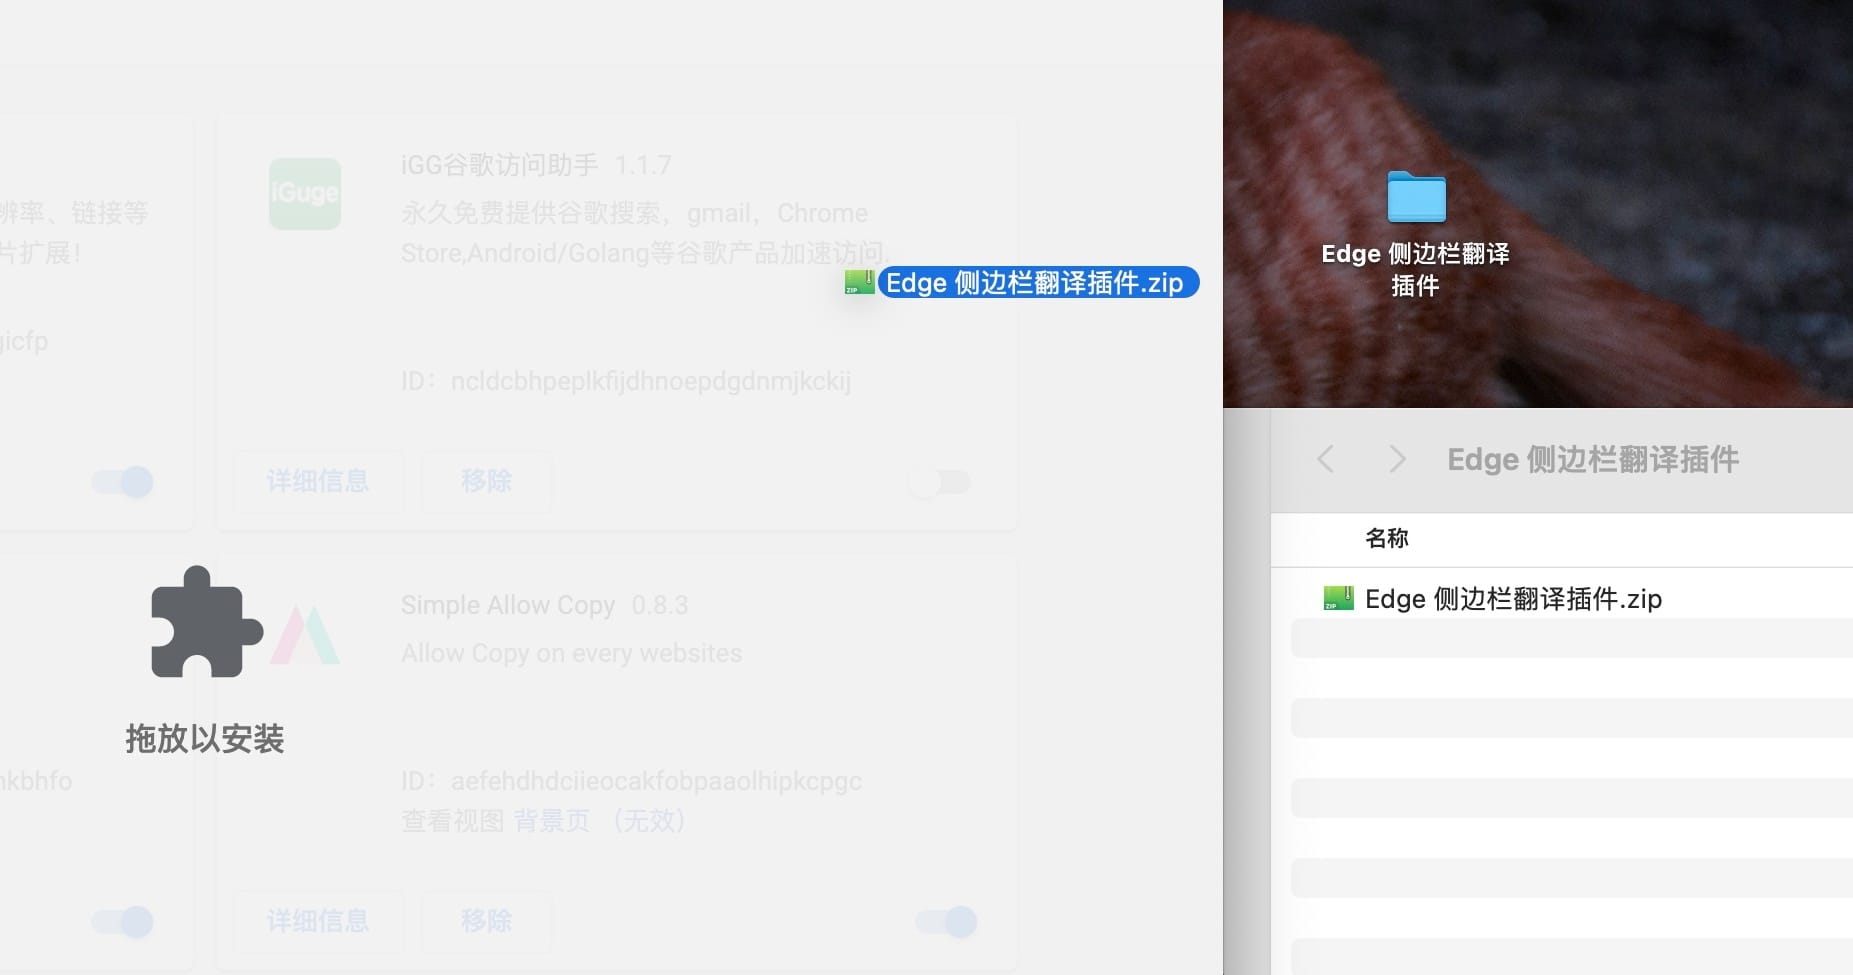 辨率、链接等
片扩展！
gicfp
nkbhfo
iGuge
iGG谷歌访问助手 1.1.7
永久免费提供谷歌搜索，gmail，Chrome
Store,Android/Golang等谷歌产品加速访问.
ID： ncldcbhpeplkfijdhnoepdgdnmjkckij
详细信息 移除
ZIP Edge 侧边栏翻译插件.zip
Simple Allow Copy 0.8.3
Allow Copy on every websites
ID： aefehdhdciieocakfobpaaolhipkcpgc
查看视图 背景页 （无效）
详细信息 移除
拖放以安装
Edge 侧边栏翻译
插件
Edge 侧边栏翻译插件
名称
ZIP Edge 侧边栏翻译插件.zip